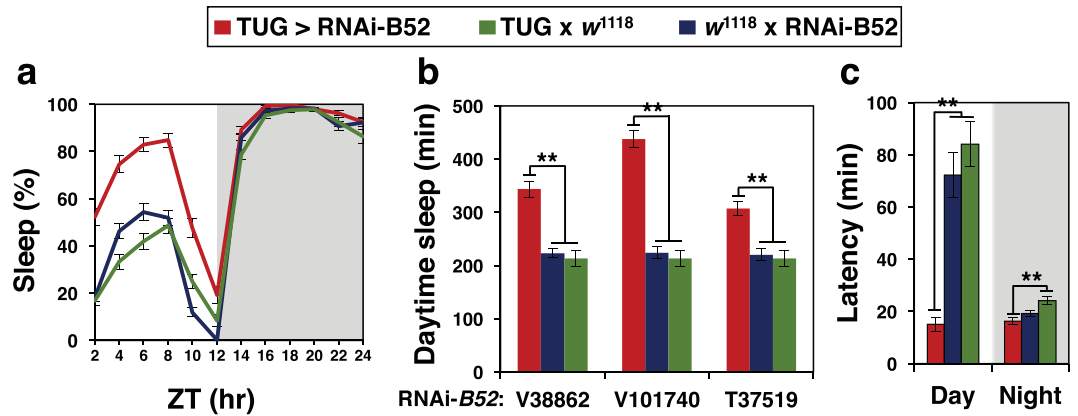 TUG > RNAi-B52 TUG x w1118 w1118 x RNAi-B52
a
Sleep (%)
100
80
60
40
20
0
2 4 6 8 10 12 14 16 18 20 22 24
ZT (hr)
b
Daytime sleep (min)
500
400
300
200
100
0
** ** **
RNAi-B52: V38862 V101740 T37519
c
Latency (min)
100
80
60
40
20
0
**
**
Day Night